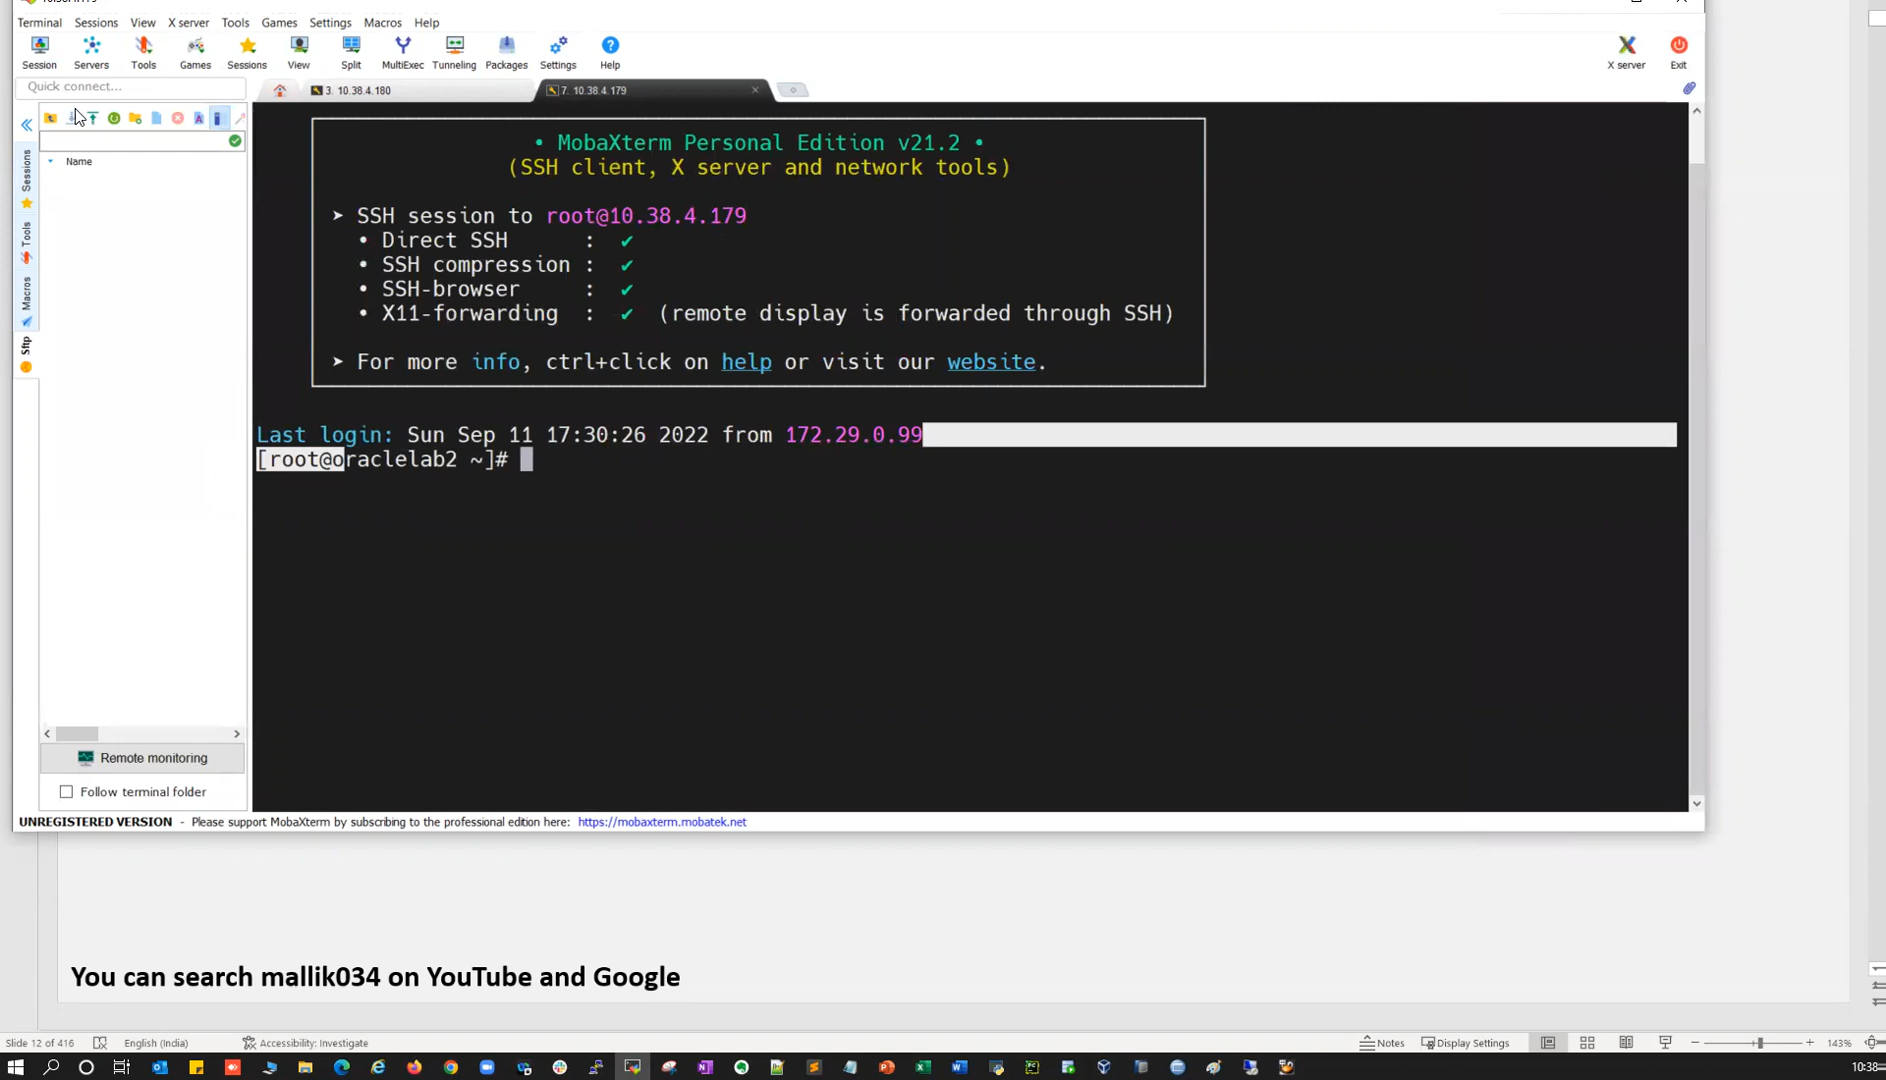 Terminal Sessions View X server Tools Games Settings Macros Help
Session Servers Tools Games Sessions View Split MultiExec Tunneling Packages Settings Help X server Exit
Quick connect...
3. 10.38.4.180
7. 10.38.4.179
Name
Sessions
Tools
Macros
Sftp
• MobaXterm Personal Edition v21.2 •
(SSH client, X server and network tools)
➤ SSH session to root@10.38.4.179
• Direct SSH : ✔
• SSH compression : ✔
• SSH-browser : ✔
• X11-forwarding : ✔ (remote display is forwarded through SSH)
➤ For more info, ctrl+click on help or visit our website.
Last login: Sun Sep 11 17:30:26 2022 from 172.29.0.99
[root@oraclelab2 ~]#
Remote monitoring
Follow terminal folder
UNREGISTERED VERSION - Please support MobaXterm by subscribing to the professional edition here: https://mobaxterm.mobatek.net
You can search mallik034 on YouTube and Google
Slide 12 of 416 English (India) Accessibility: Investigate Notes Display Settings 143%
10:38